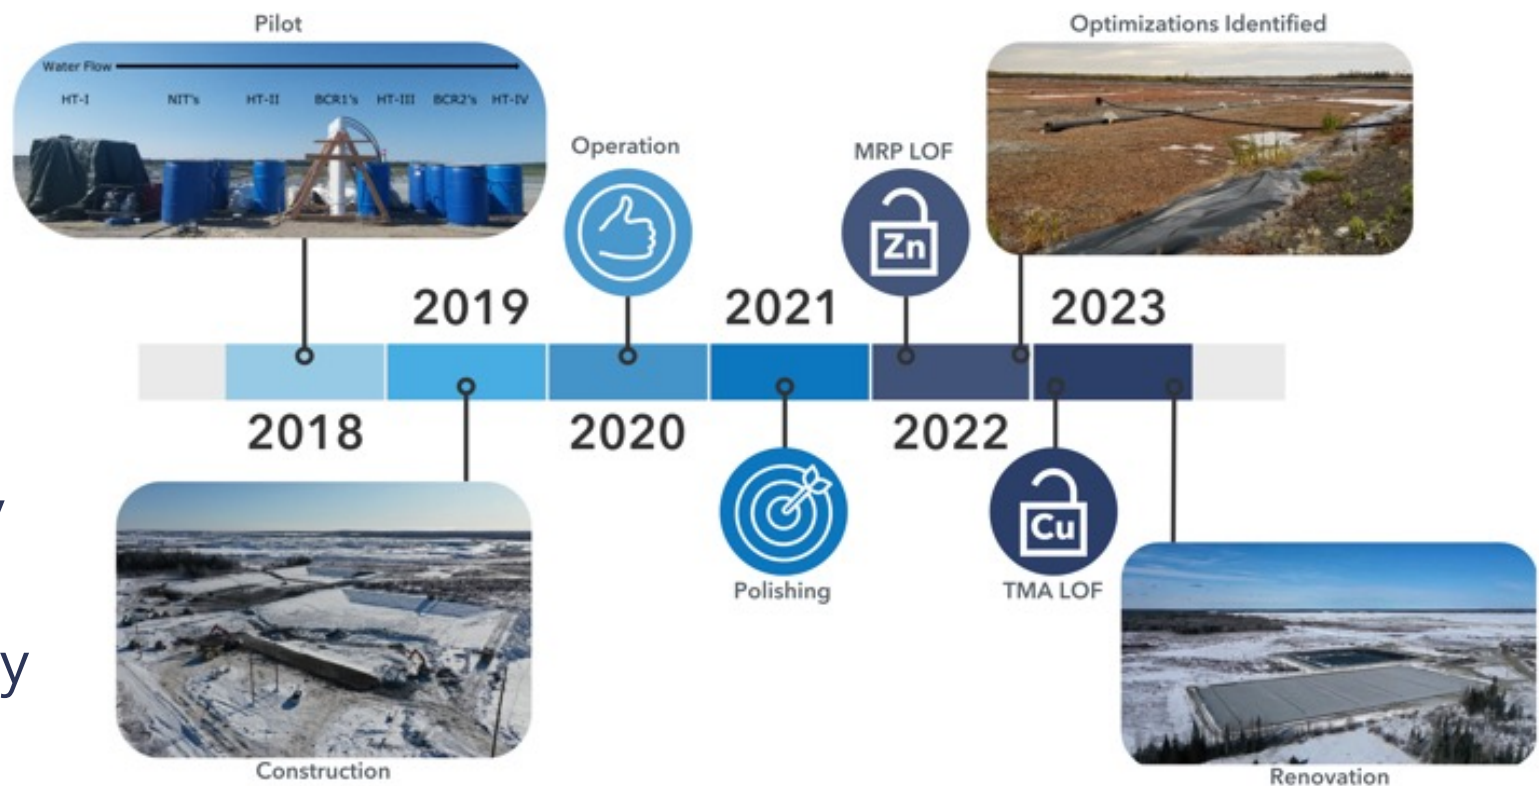 Pilot
Water Flow
HT-I NIT's HT-II BCR1's HT-III BCR2's HT-IV
Optimizations Identified
Operation
MRP LOF
Zn
2019 2021 2023
2018 2020 2022
Cu
Polishing
TMA LOF
y
y
Construction
Renovation